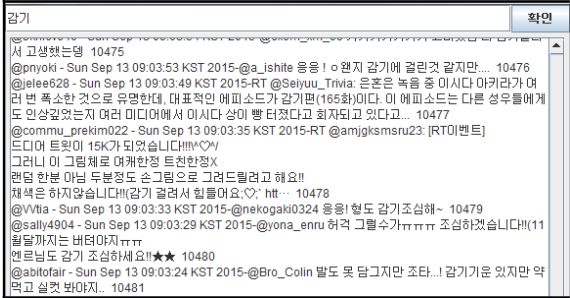 감기
확인
서 고생했는뎅 10475
@pnyoki - Sun Sep 13 09:03:53 KST 2015-@a_ishite 응응 ! o 왠지 감기에 걸린것 같지만.... 10476
@jelee628 - Sun Sep 13 09:03:49 KST 2015-RT @Seiyuu_Trivia: 은혼은 녹음 중 이시다 아키라가 여
러 번 폭소한 것으로 유명한데, 대표적인 에피소드가 감기편(165화)이다. 이 에피소드는 다른 성우들에게
도 인상깊었는지 여러 미디어에서 이시다 상이 빵 터졌다고 회자되고 있다고... 10477
@commu_prekim022 - Sun Sep 13 09:03:35 KST 2015-RT @amjgksmsru23: [RT이벤트]
드디어 트윗이 15K가 되었습니다!!!\^♡^/
그러니 이 그림체로 여캐한정 트친한정X
랜덤 한분 아님 두분정도 손그림으로 그려드릴려고 해요!!
채색은 하지않습니다!!(감기 걸려서 힘들어요;♡;` htt… 10478
@VVtia - Sun Sep 13 09:03:33 KST 2015-@nekogaki0324 응응! 형도 감기조심해~ 10479
@sally4904 - Sun Sep 13 09:03:29 KST 2015-@yona_enru 허걱 그럴수가ㅠㅠㅠㅠ 조심하겠습니다!!(11
월달까지는 버텨야지ㅠㅠ
엔르님도 감기 조심하세요!!★★ 10480
@abitofair - Sun Sep 13 09:03:24 KST 2015-@Bro_Colin 발도 못 담그지만 조타...! 감기기운 있지만 약
먹고 실컷 봐야지.. 10481